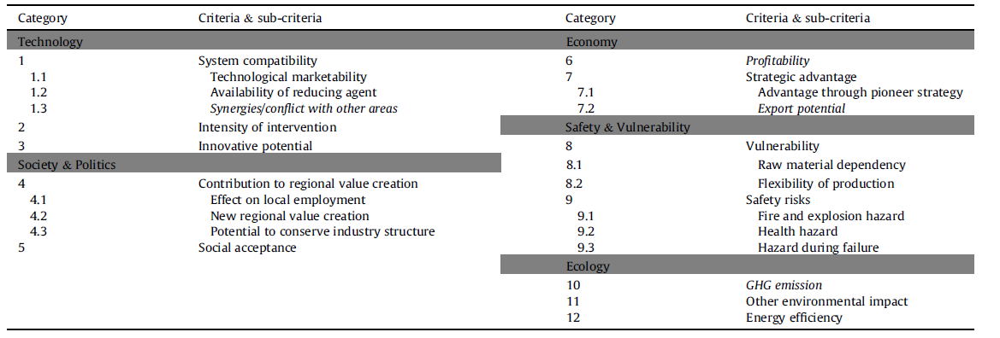 Category Criteria & sub-criteria
Technology
1 System compatibility
1.1 Technological marketability
1.2 Availability of reducing agent
1.3 Synergies/conflict with other areas
2 Intensity of intervention
3 Innovative potential
Society & Politics
4 Contribution to regional value creation
4.1 Effect on local employment
4.2 New regional value creation
4.3 Potential to conserve industry structure
5 Social acceptance
Category Criteria & sub-criteria
Economy
6 Profitability
7 Strategic advantage
7.1 Advantage through pioneer strategy
7.2 Export potential
Safety & Vulnerability
8 Vulnerability
8.1 Raw material dependency
8.2 Flexibility of production
9 Safety risks
9.1 Fire and explosion hazard
9.2 Health hazard
9.3 Hazard during failure
Ecology
10 GHG emission
11 Other environmental impact
12 Energy efficiency